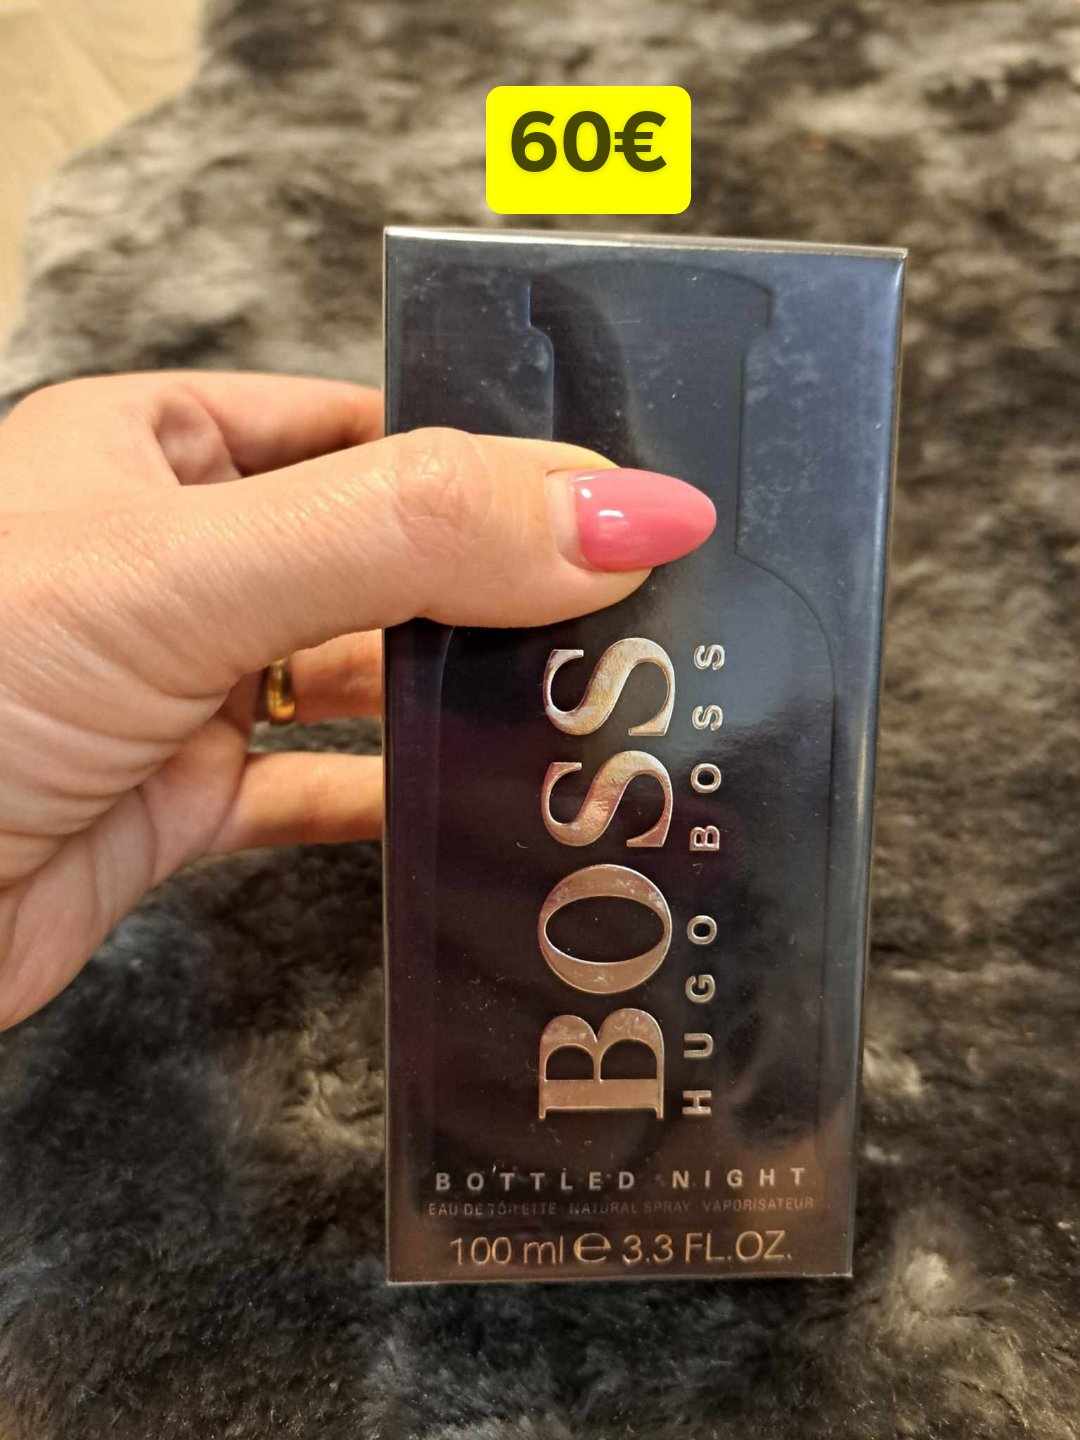 60€
BOSS
HUGO BOSS
BOTTLED NIGHT
EAU DE TOILETTE NATURAL SPRAY VAPORISATEUR
100 ml ℮ 3.3 FL.OZ.